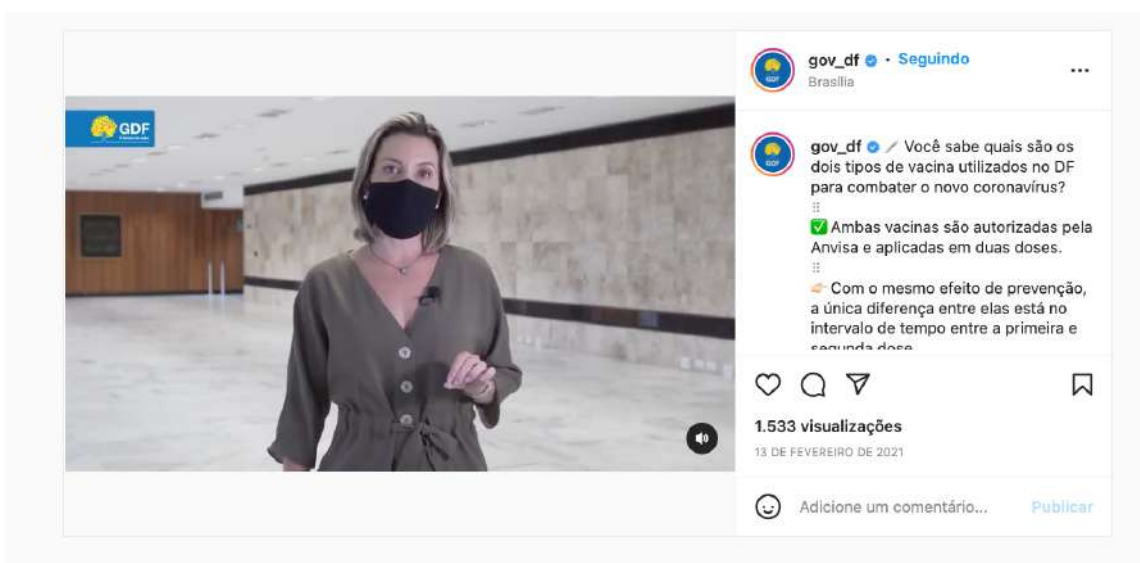 gov_df • Seguindo
Brasília
GDF
gov_df Você sabe quais são os
dois tipos de vacina utilizados no DF
para combater o novo coronavírus?
✅ Ambas vacinas são autorizadas pela
Anvisa e aplicadas em duas doses.
👉🏻 Com o mesmo efeito de prevenção,
a única diferença entre elas está no
intervalo de tempo entre a primeira e
segunda dose
1.533 visualizações
13 DE FEVEREIRO DE 2021
Adicione um comentário... Publicar